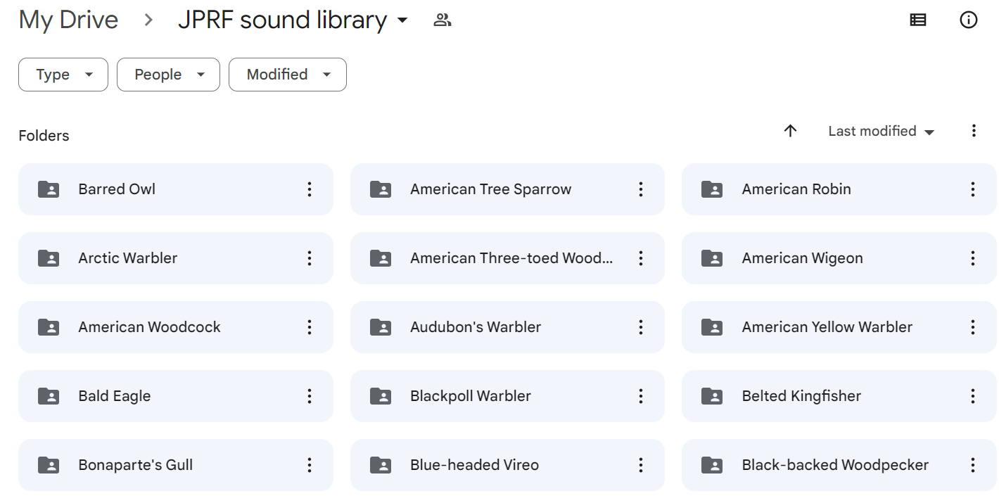 My Drive > JPRF sound library
Type People Modified
Folders Last modified
Barred Owl American Tree Sparrow American Robin
Arctic Warbler American Three-toed Wood... American Wigeon
American Woodcock Audubon's Warbler American Yellow Warbler
Bald Eagle Blackpoll Warbler Belted Kingfisher
Bonaparte's Gull Blue-headed Vireo Black-backed Woodpecker